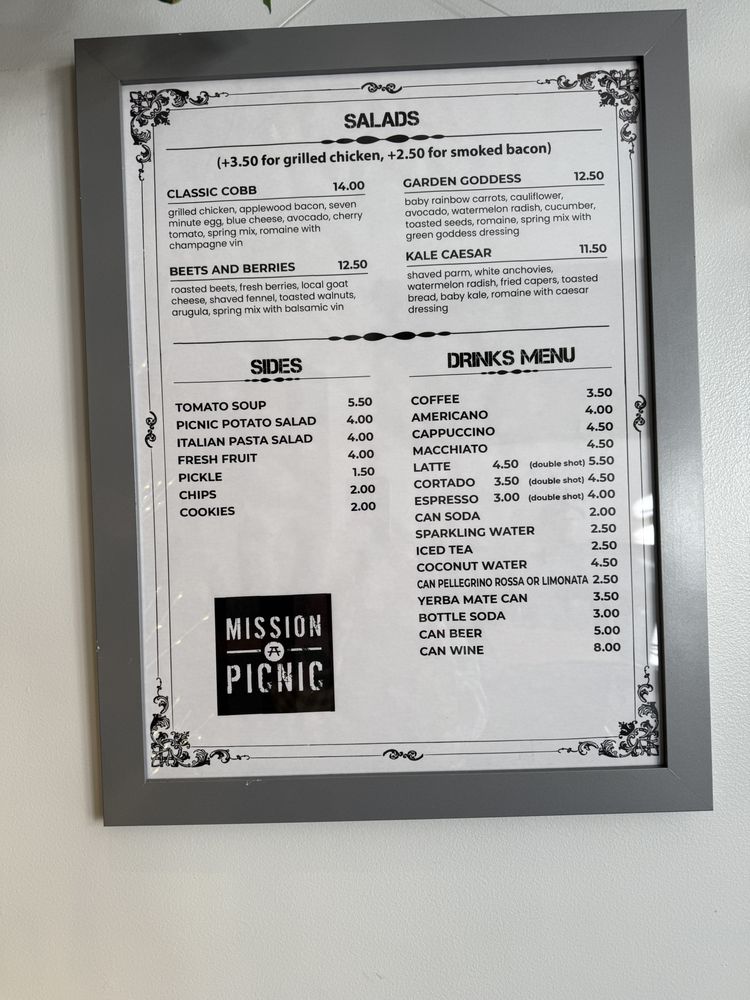 SALADS
(+3.50 for grilled chicken, +2.50 for smoked bacon)
CLASSIC COBB 14.00
grilled chicken, applewood bacon, seven
minute egg, blue cheese, avocado, cherry
tomato, spring mix, romaine with
champagne vin
BEETS AND BERRIES 12.50
roasted beets, fresh berries, local goat
cheese, shaved fennel, toasted walnuts,
arugula, spring mix with balsamic vin
GARDEN GODDESS 12.50
baby rainbow carrots, cauliflower,
avocado, watermelon radish, cucumber,
toasted seeds, romaine, spring mix with
green goddess dressing
KALE CAESAR 11.50
shaved parm, white anchovies,
watermelon radish, fried capers, toasted
bread, baby kale, romaine with caesar
dressing
SIDES
TOMATO SOUP 5.50
PICNIC POTATO SALAD 4.00
ITALIAN PASTA SALAD 4.00
FRESH FRUIT 4.00
PICKLE 1.50
CHIPS 2.00
COOKIES 2.00
DRINKS MENU
COFFEE 3.50
AMERICANO 4.00
CAPPUCCINO 4.50
MACCHIATO 4.50
LATTE 4.50 (double shot) 5.50
CORTADO 3.50 (double shot) 4.50
ESPRESSO 3.00 (double shot) 4.00
CAN SODA 2.00
SPARKLING WATER 2.50
ICED TEA 2.50
COCONUT WATER 4.50
CAN PELLEGRINO ROSSA OR LIMONATA 2.50
YERBA MATE CAN 3.50
BOTTLE SODA 3.00
CAN BEER 5.00
CAN WINE 8.00
MISSION
PICNIC